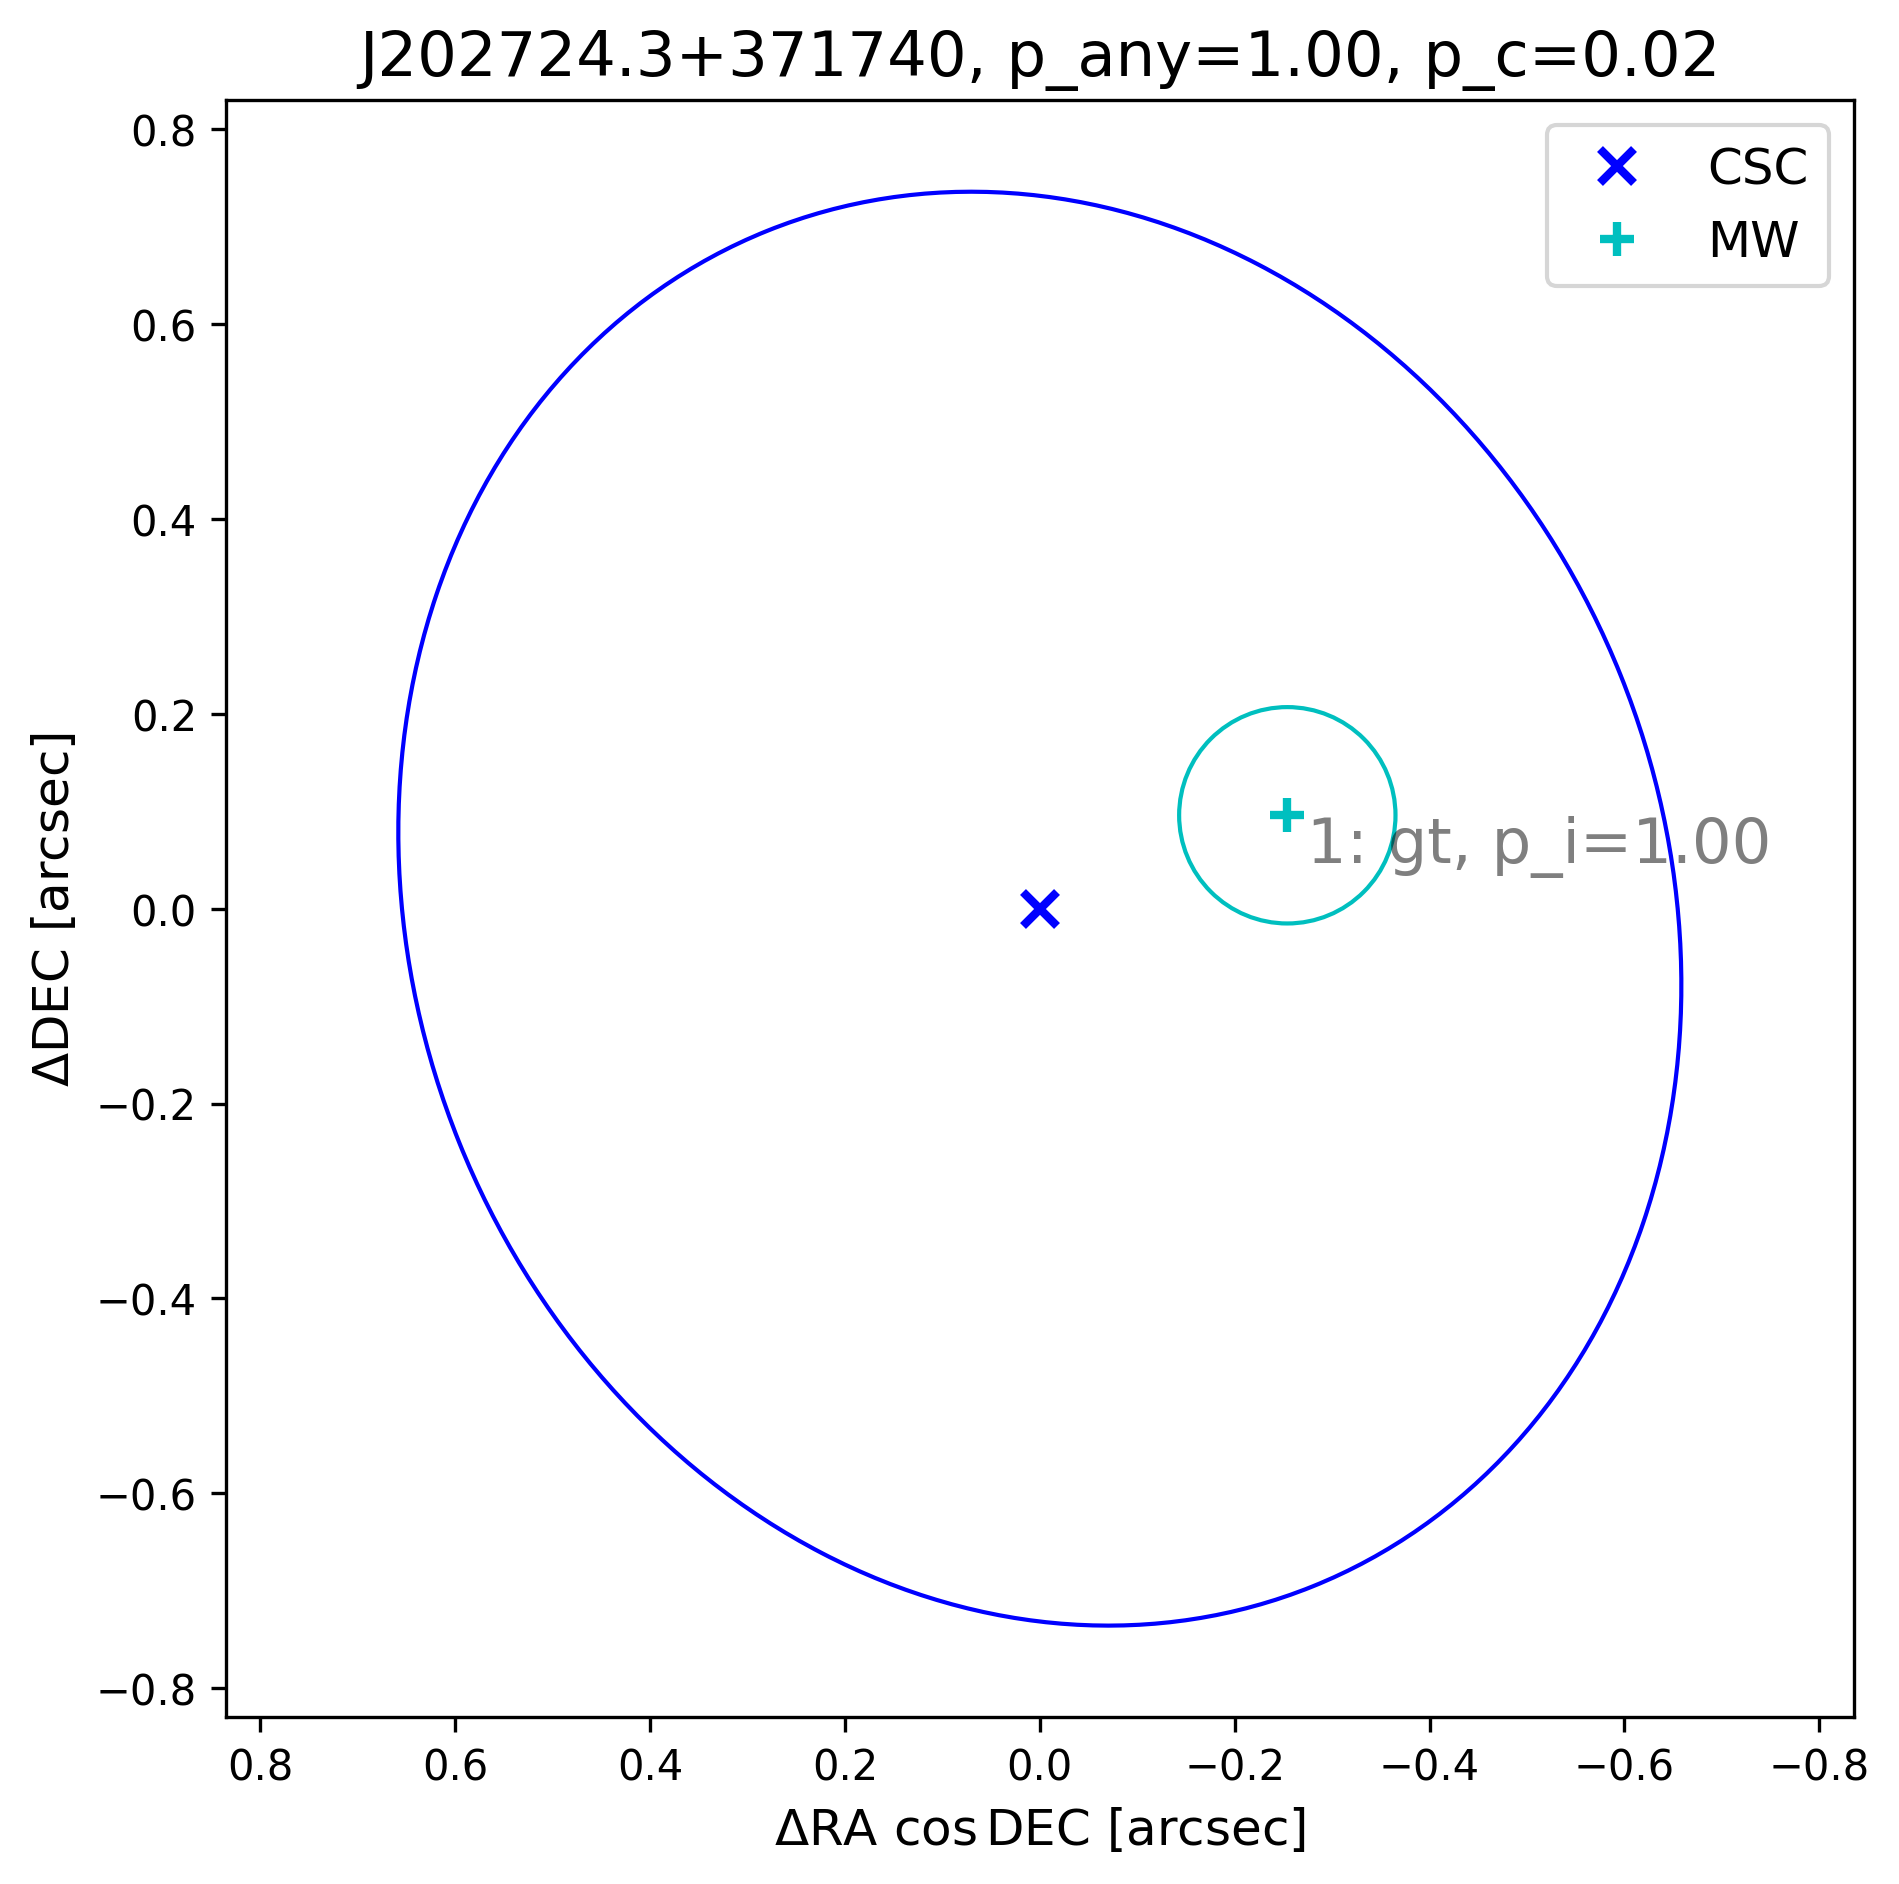 J202724.3+371740, p_any=1.00, p_c=0.02
CSC
MW
0.8
0.6
0.4
0.2
0.0
−0.2
−0.4
−0.6
−0.8
ΔDEC [arcsec]
1: gt, p_i=1.00
0.8 0.6 0.4 0.2 0.0 −0.2 −0.4 −0.6 −0.8
ΔRA cos DEC [arcsec]